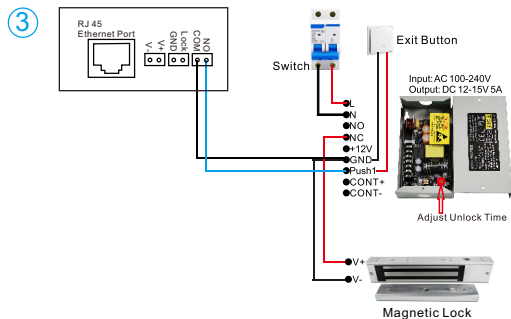 3
RJ 45
Ethernet Port
V-
V+
GND
Lock
COM
NO
Switch
Exit Button
Input: AC 100-240V
Output: DC 12-15V 5A
L
N
NO
NC
+12V
GND
Push1
CONT+
CONT-
Adjust Unlock Time
V+
V-
Magnetic Lock